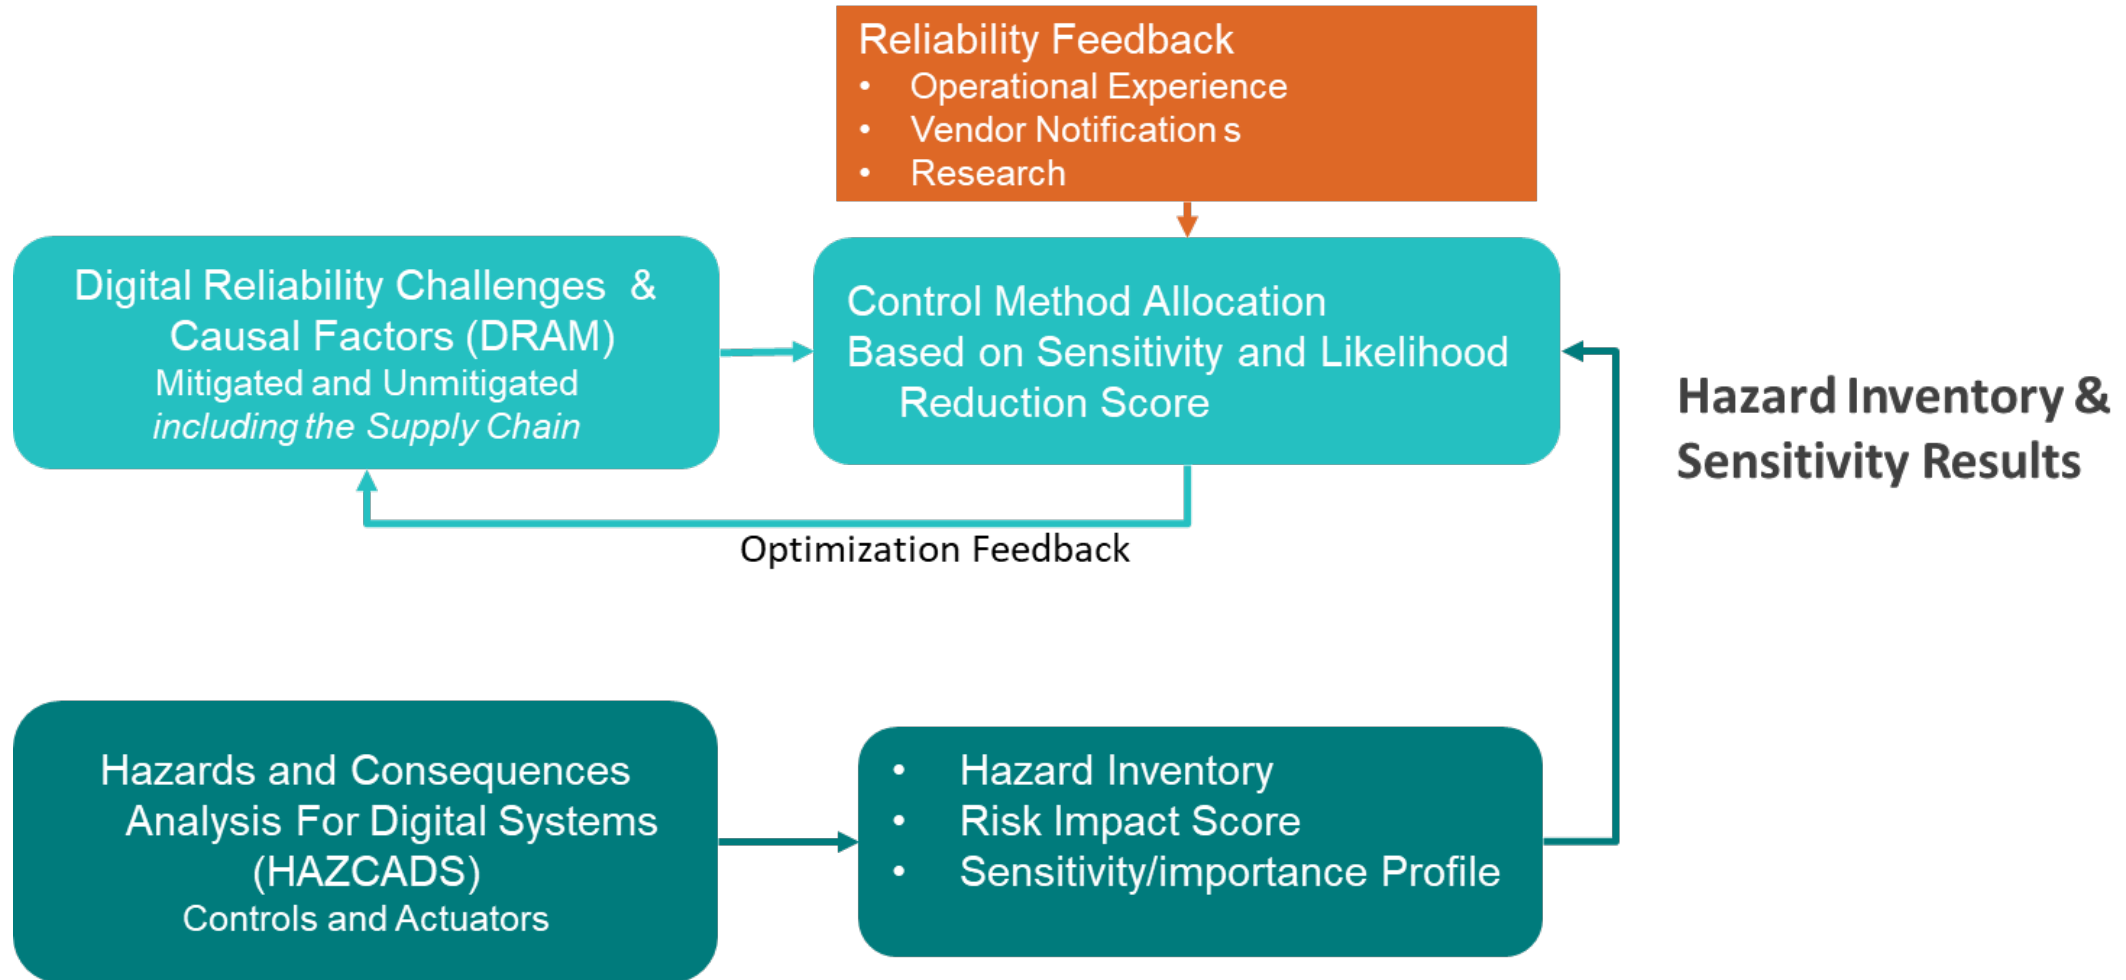 Reliability Feedback
• Operational Experience
• Vendor Notification s
• Research
Digital Reliability Challenges &
Causal Factors (DRAM)
Mitigated and Unmitigated
including the Supply Chain
Control Method Allocation
Based on Sensitivity and Likelihood
Reduction Score
Hazard Inventory &
Sensitivity Results
Optimization Feedback
Hazards and Consequences
Analysis For Digital Systems
(HAZCADS)
Controls and Actuators
• Hazard Inventory
• Risk Impact Score
• Sensitivity/importance Profile